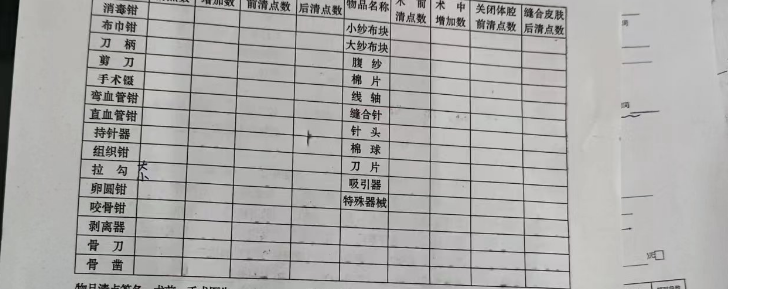 清点数 增加数 前清点数 后清点数 物品名称 术前清点数 术中增加数 关闭体腔前清点数 缝合皮肤后清点数
消毒钳
布巾钳 小纱布块
刀柄 大纱布块
剪刀 腹纱
手术镊 棉片
弯血管钳 线轴
直血管钳 缝合针
持针器 针头
组织钳 棉球
拉勾 大小 刀片
卵圆钳 吸引器
咬骨钳 特殊器械
剥离器
骨刀
骨凿